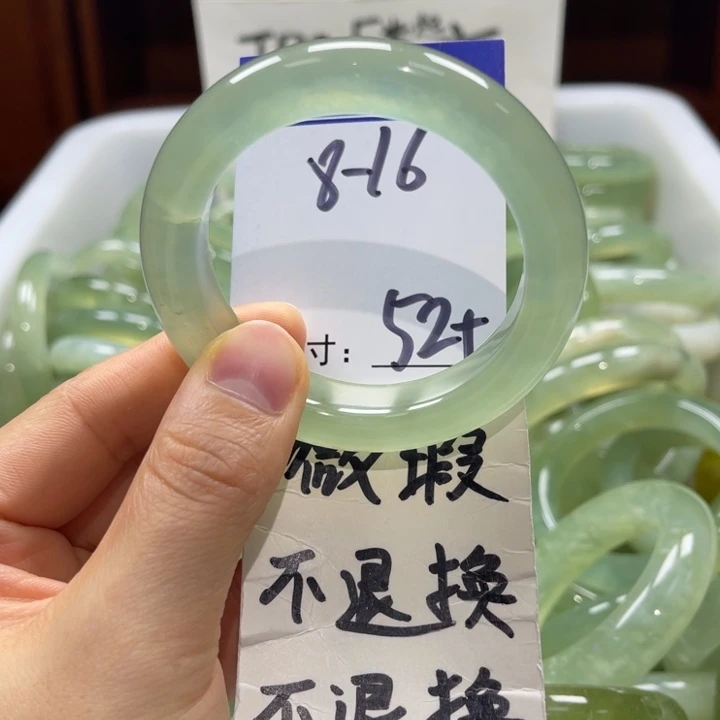 8-16
寸：52+
微瑕
不退换
不退换